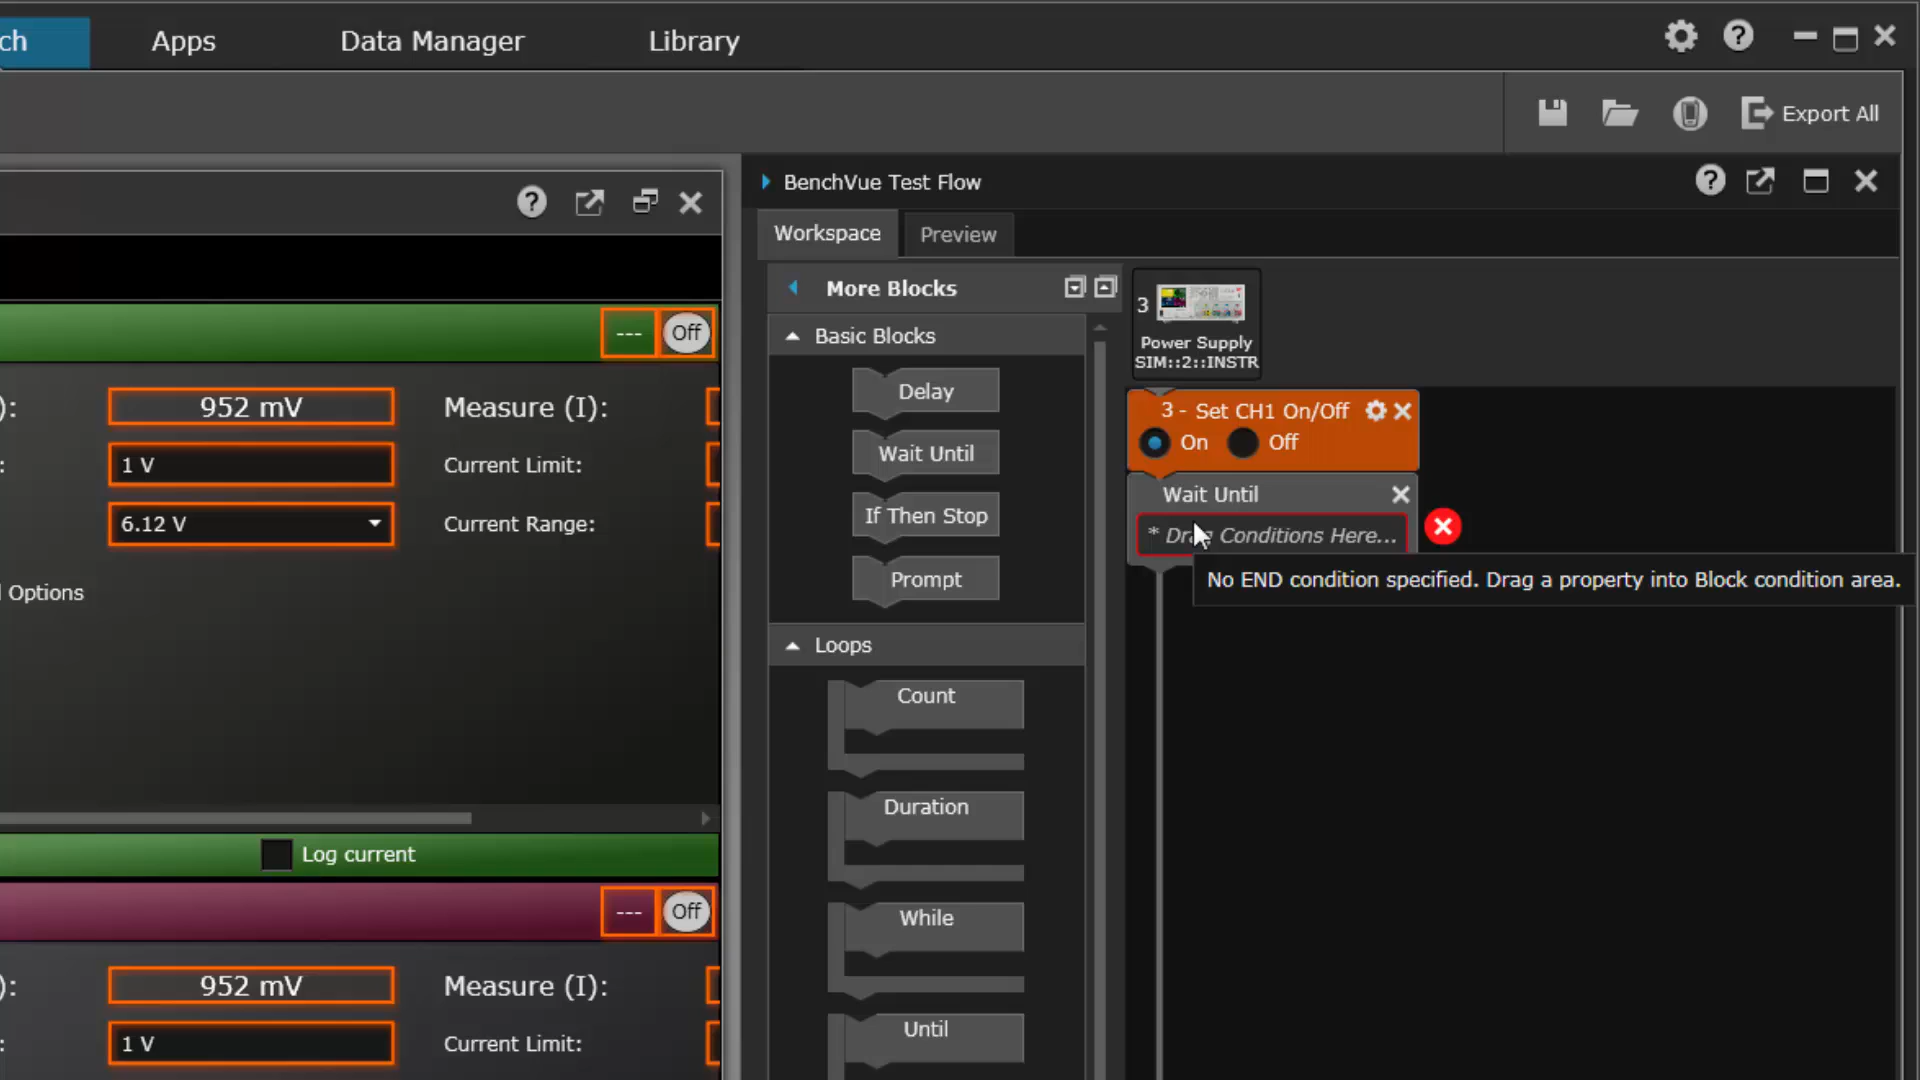 ch
Apps
Data Manager
Library
Export All
BenchVue Test Flow
Workspace
Preview
More Blocks
Basic Blocks
Delay
Wait Until
If Then Stop
Prompt
Loops
Count
Duration
While
Until
3
Power Supply
SIM::2::INSTR
3 - Set CH1 On/Off
On
Off
Wait Until
* Drag Conditions Here...
No END condition specified. Drag a property into Block condition area.
--- Off
): 952 mV Measure (I):
: 1 V Current Limit:
6.12 V Current Range:
Options
Log current
--- Off
): 952 mV Measure (I):
: 1 V Current Limit: